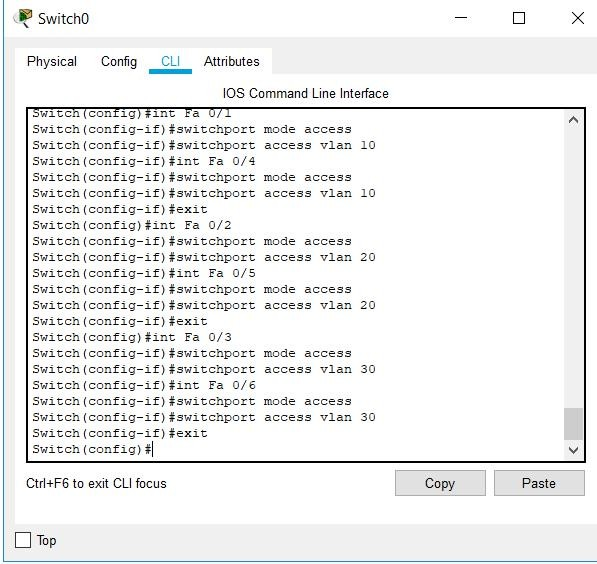 Switch0
Physical Config CLI Attributes
IOS Command Line Interface
Switch(config)#int Fa 0/1
Switch(config-if)#switchport mode access
Switch(config-if)#switchport access vlan 10
Switch(config-if)#int Fa 0/4
Switch(config-if)#switchport mode access
Switch(config-if)#switchport access vlan 10
Switch(config-if)#exit
Switch(config)#int Fa 0/2
Switch(config-if)#switchport mode access
Switch(config-if)#switchport access vlan 20
Switch(config-if)#int Fa 0/5
Switch(config-if)#switchport mode access
Switch(config-if)#switchport access vlan 20
Switch(config-if)#exit
Switch(config)#int Fa 0/3
Switch(config-if)#switchport mode access
Switch(config-if)#switchport access vlan 30
Switch(config-if)#int Fa 0/6
Switch(config-if)#switchport mode access
Switch(config-if)#switchport access vlan 30
Switch(config-if)#exit
Switch(config)#
Ctrl+F6 to exit CLI focus Copy Paste
Top